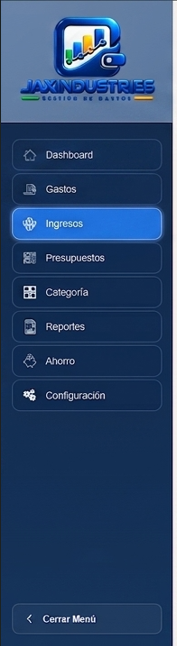 JAXINDUSTRIES
GESTIÓN DE GASTOS
Dashboard
Gastos
Ingresos
Presupuestos
Categoría
Reportes
Ahorro
Configuración
Cerrar Menú